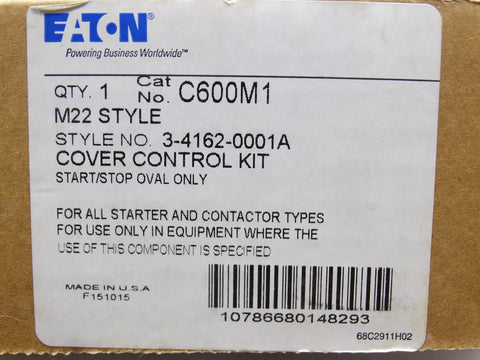 EATON
Powering Business Worldwide™
QTY. 1 Cat No. C600M1
M22 STYLE
STYLE NO. 3-4162-0001A
COVER CONTROL KIT
START/STOP OVAL ONLY
FOR ALL STARTER AND CONTACTOR TYPES
FOR USE ONLY IN EQUIPMENT WHERE THE
USE OF THIS COMPONENT IS SPECIFIED
MADE IN U.S.A
F151015
10786680148293
68C2911H02